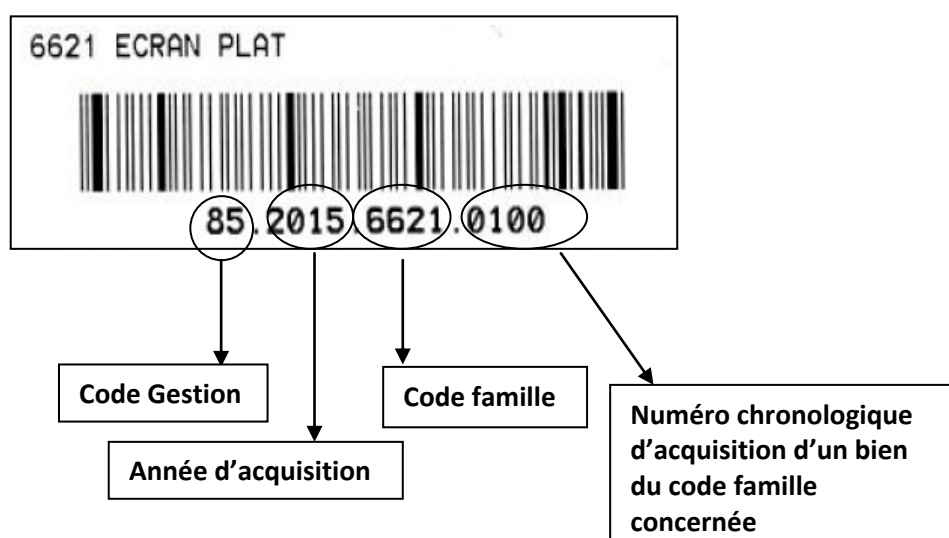 6621 ECRAN PLAT
85.2015.6621.0100
Code Gestion
Code famille
Année d’acquisition
Numéro chronologique
d’acquisition d’un bien
du code famille
concernée